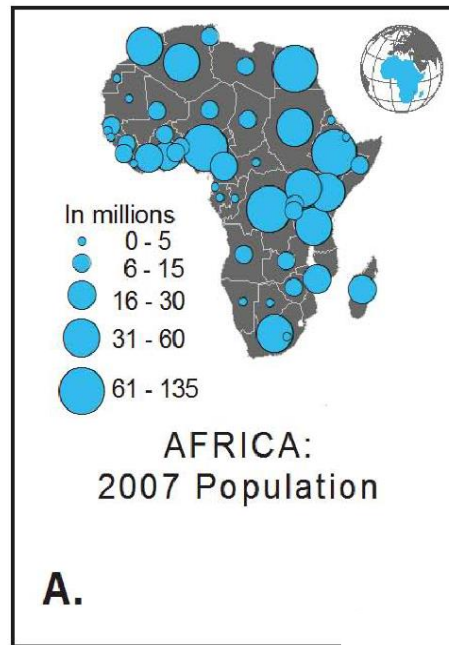 In millions
0 - 5
6 - 15
16 - 30
31 - 60
61 - 135
AFRICA:
2007 Population
A.